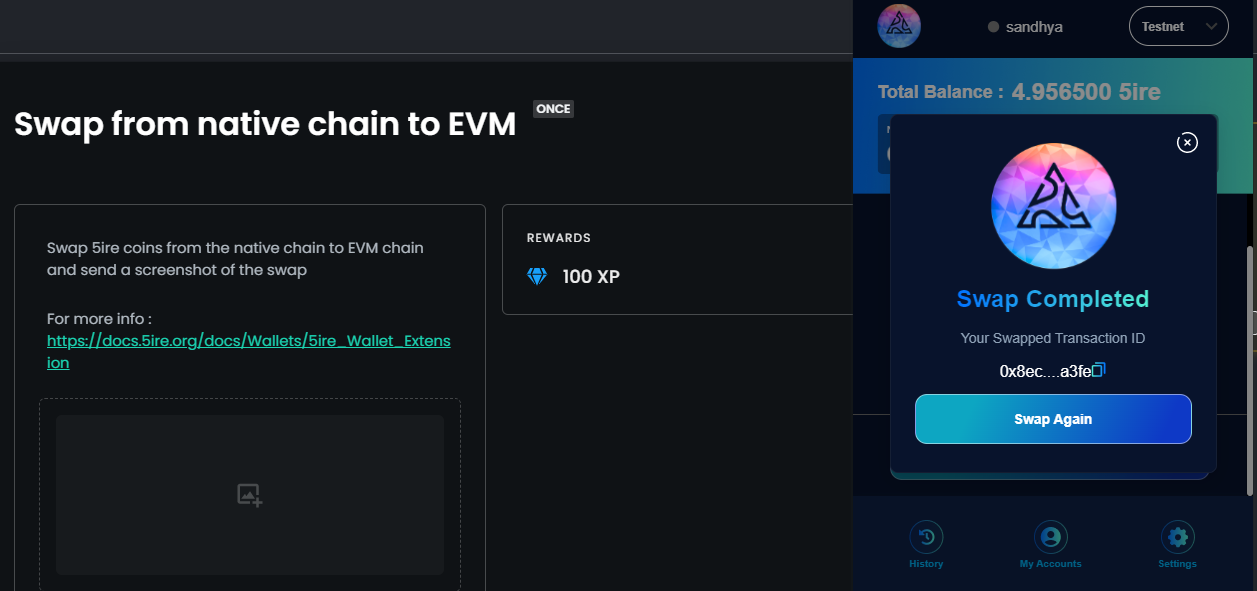 Swap from native chain to EVM
ONCE
Swap 5ire coins from the native chain to EVM chain
and send a screenshot of the swap
For more info :
https://docs.5ire.org/docs/Wallets/5ire_Wallet_Extens
ion
REWARDS
100 XP
sandhya
Testnet
Total Balance : 4.956500 5ire
Swap Completed
Your Swapped Transaction ID
0x8ec....a3fe
Swap Again
History
My Accounts
Settings